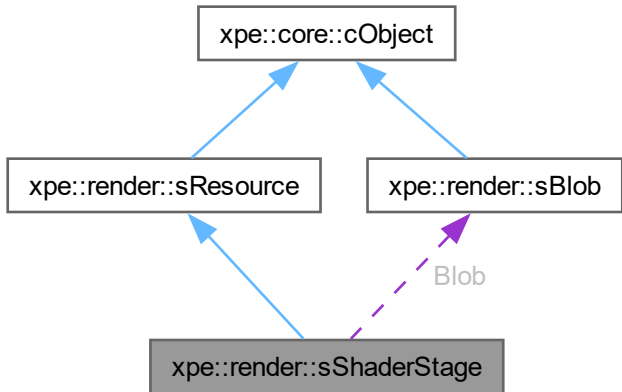 xpe::core::cObject
xpe::render::sResource
xpe::render::sBlob
Blob
xpe::render::sShaderStage